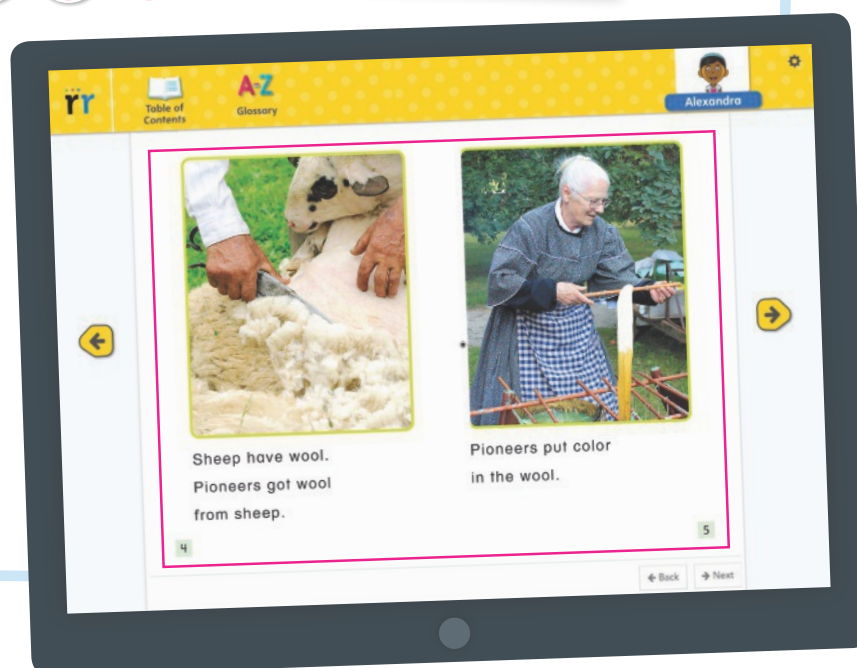 rr
Table of
Contents
A-Z
Glossary
Alexandra
Sheep have wool.
Pioneers got wool
from sheep.
4
Pioneers put color
in the wool.
5
← Back
→ Next